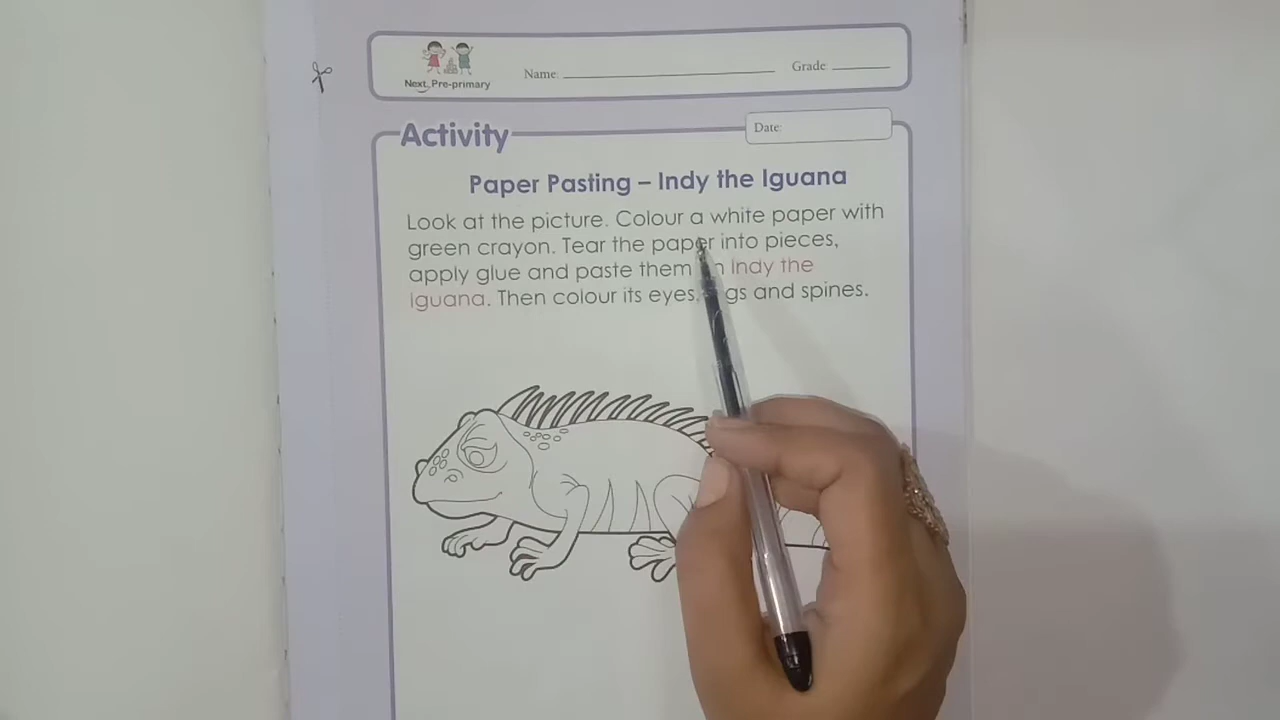 Next Pre-primary
Name:
Grade:
Activity
Date:
Paper Pasting – Indy the Iguana
Look at the picture. Colour a white paper with
green crayon. Tear the paper into pieces,
apply glue and paste them Indy the
Iguana. Then colour its eyes, and spines.